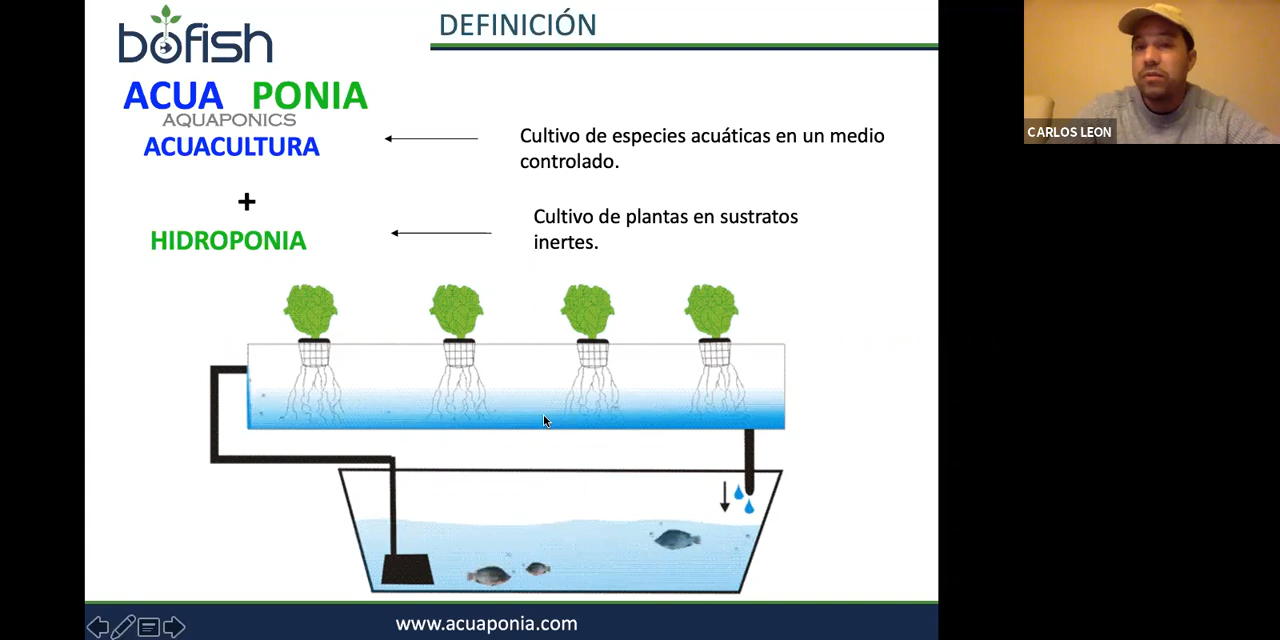 bofish
DEFINICIÓN
ACUA PONIA
AQUAPONICS
ACUACULTURA
Cultivo de especies acuáticas en un medio
controlado.
+
HIDROPONIA
Cultivo de plantas en sustratos
inertes.
www.acuaponia.com
CARLOS LEON